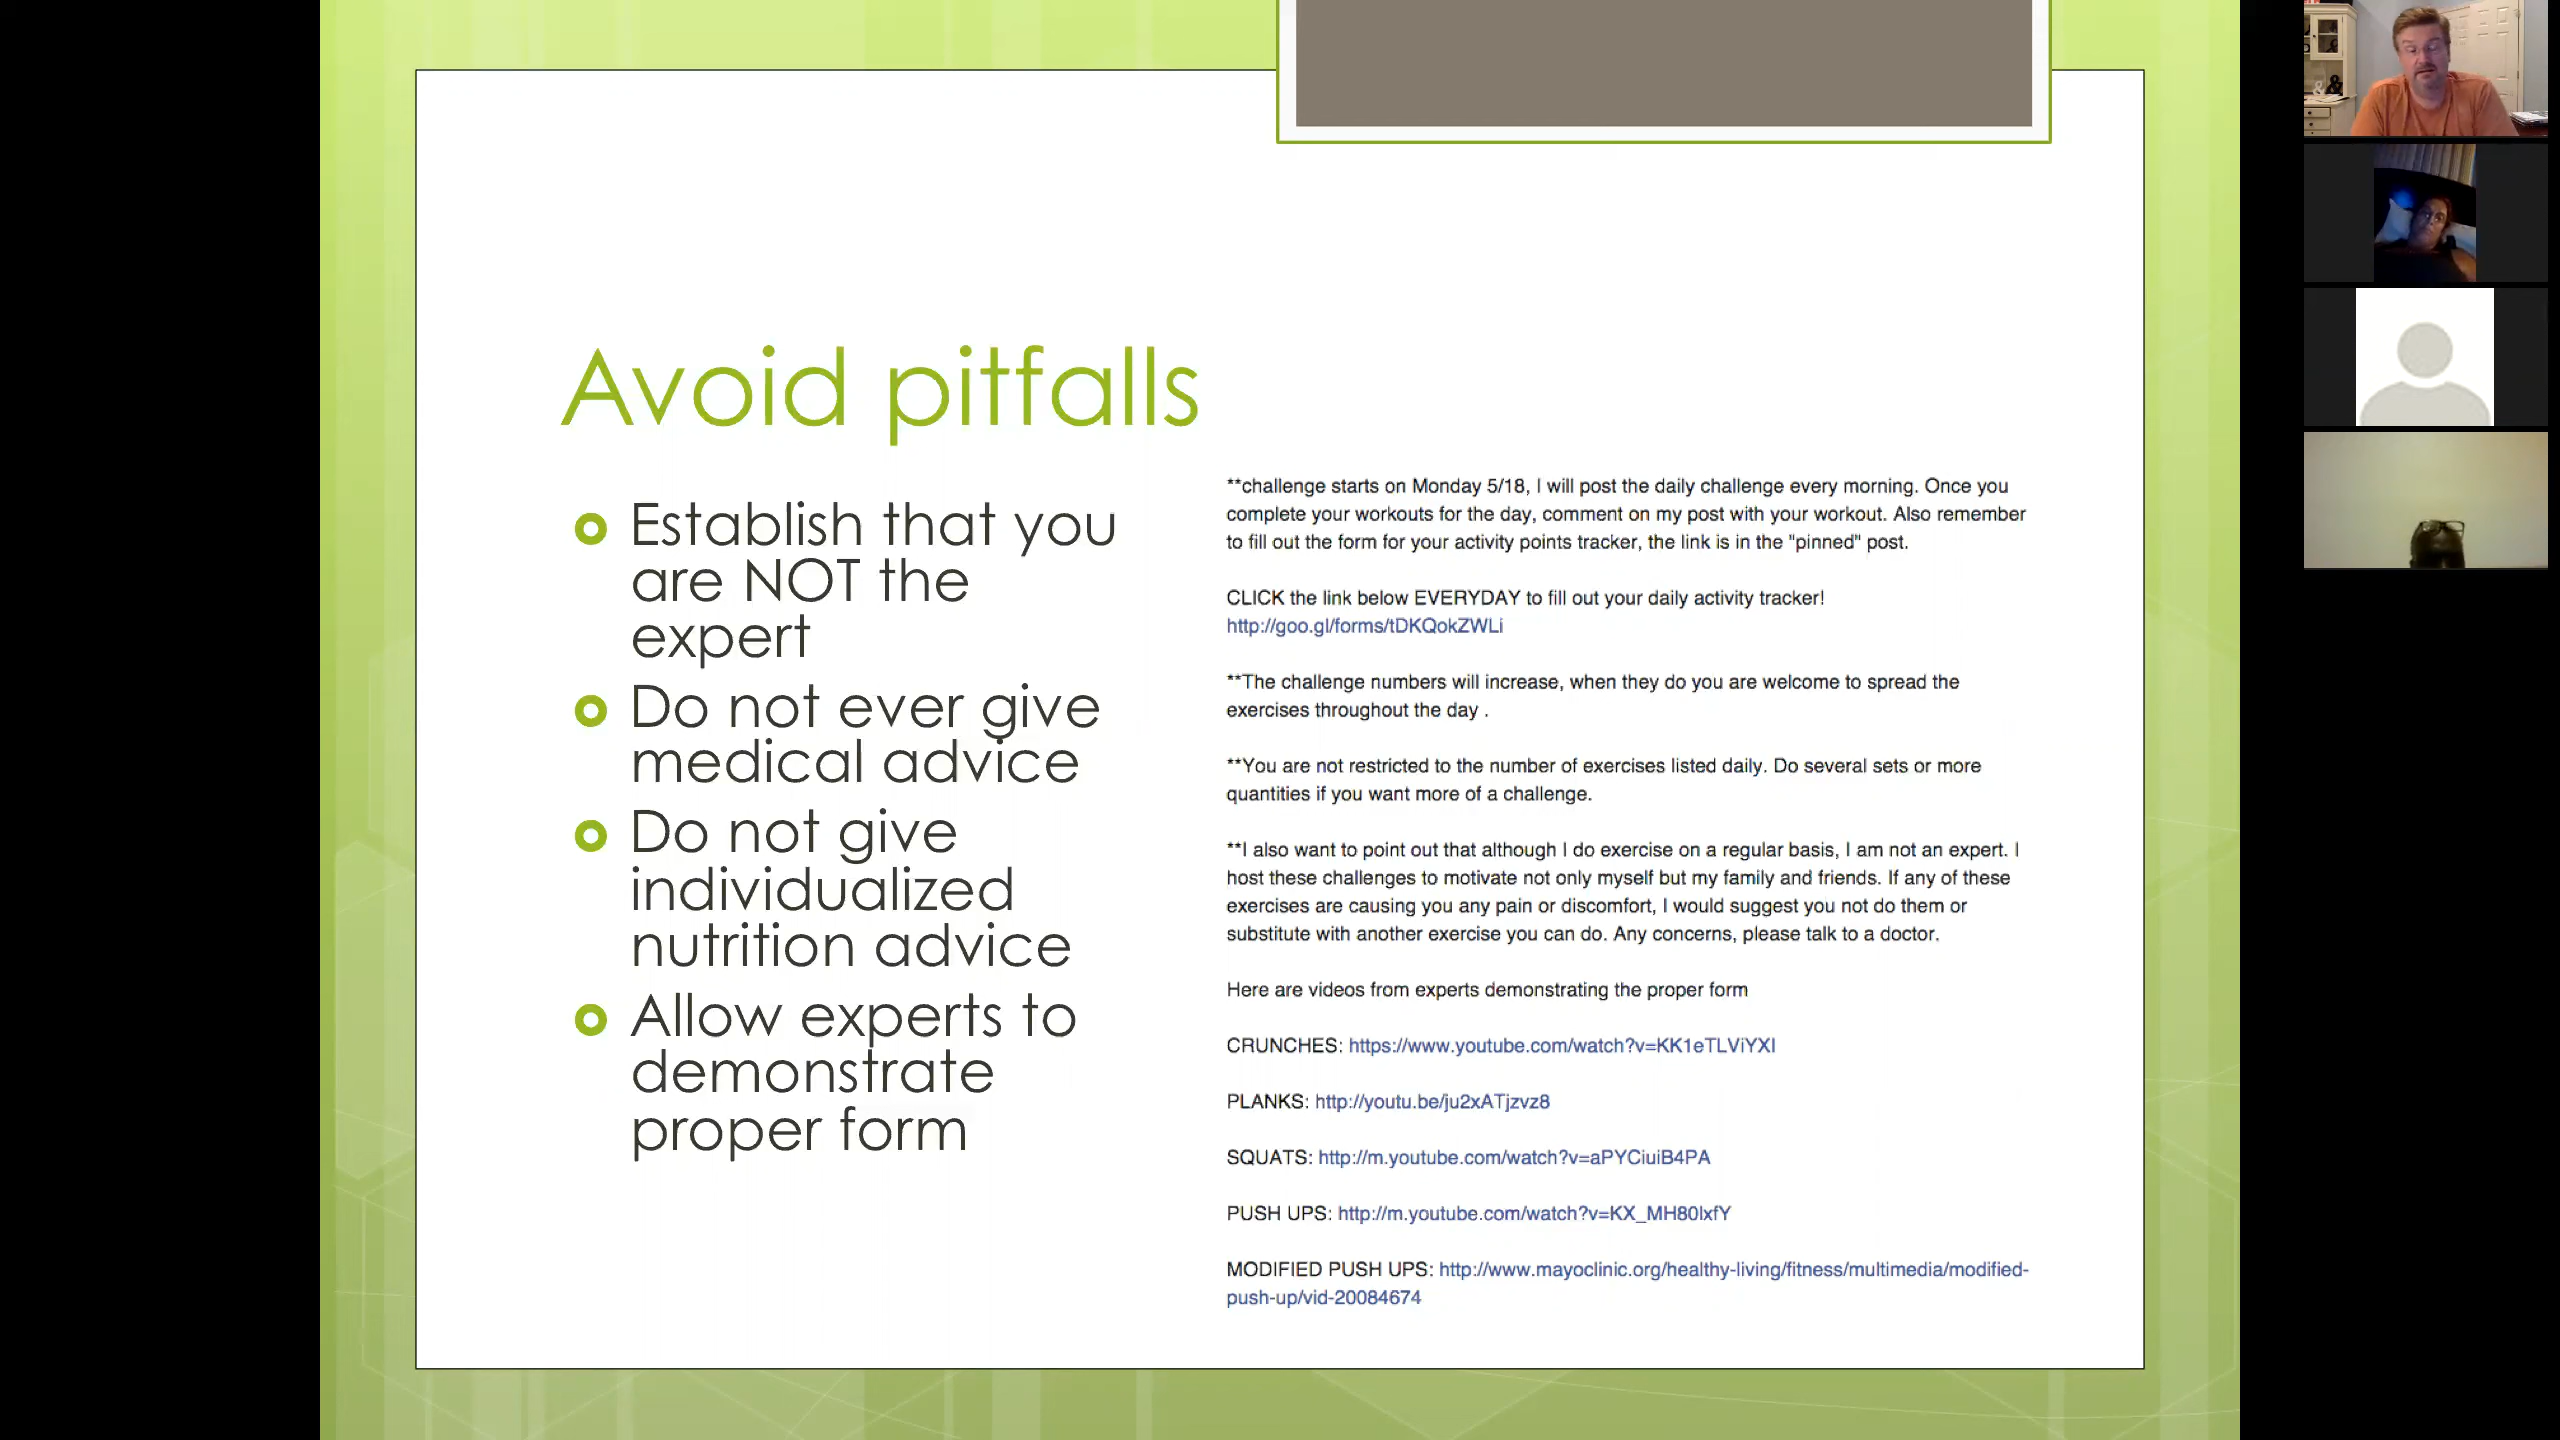 Avoid pitfalls
Establish that you
are NOT the
expert
Do not ever give
medical advice
Do not give
individualized
nutrition advice
Allow experts to
demonstrate
proper form
**challenge starts on Monday 5/18, I will post the daily challenge every morning. Once you
complete your workouts for the day, comment on my post with your workout. Also remember
to fill out the form for your activity points tracker, the link is in the "pinned" post.
CLICK the link below EVERYDAY to fill out your daily activity tracker!
http://goo.gl/forms/tDKQokZWLi
**The challenge numbers will increase, when they do you are welcome to spread the
exercises throughout the day .
**You are not restricted to the number of exercises listed daily. Do several sets or more
quantities if you want more of a challenge.
**I also want to point out that although I do exercise on a regular basis, I am not an expert. I
host these challenges to motivate not only myself but my family and friends. If any of these
exercises are causing you any pain or discomfort, I would suggest you not do them or
substitute with another exercise you can do. Any concerns, please talk to a doctor.
Here are videos from experts demonstrating the proper form
CRUNCHES: https://www.youtube.com/watch?v=KK1eTLViYXI
PLANKS: http://youtu.be/ju2xATjzvz8
SQUATS: http://m.youtube.com/watch?v=aPYCiuiB4PA
PUSH UPS: http://m.youtube.com/watch?v=KX_MH80lxfY
MODIFIED PUSH UPS: http://www.mayoclinic.org/healthy-living/fitness/multimedia/modified-
push-up/vid-20084674